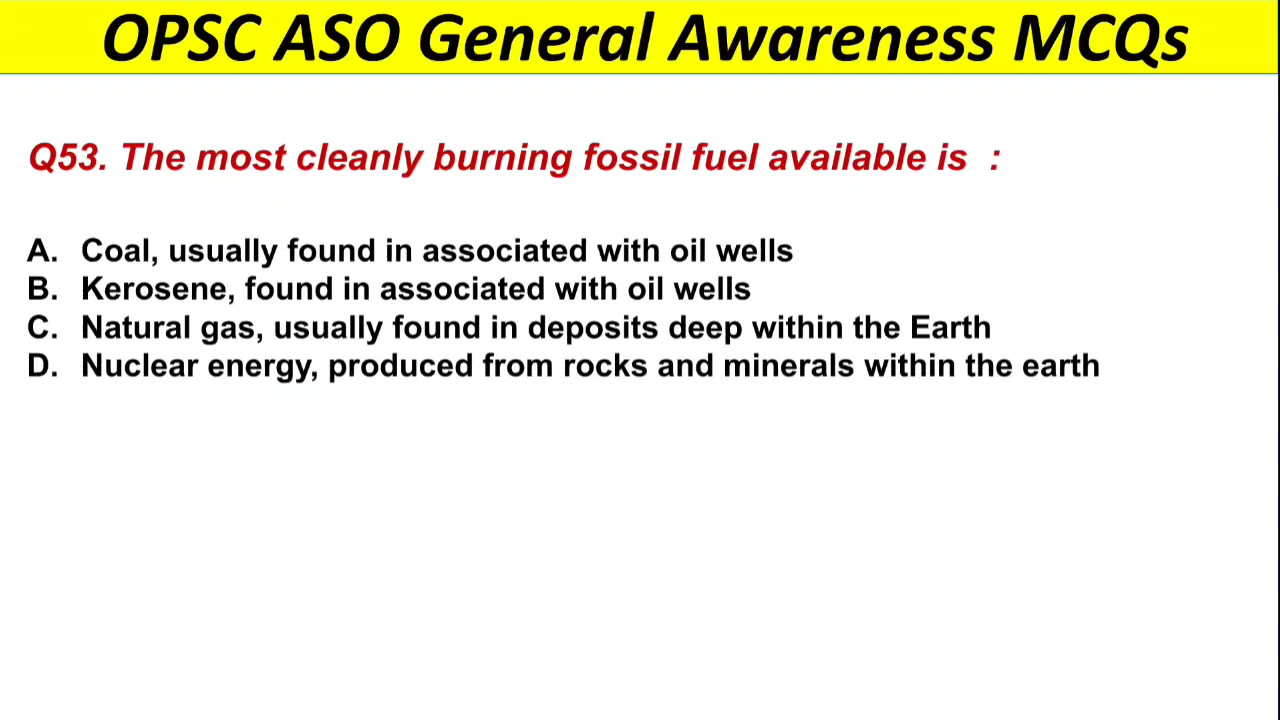 OPSC ASO General Awareness MCQs
Q53. The most cleanly burning fossil fuel available is :
A. Coal, usually found in associated with oil wells
B. Kerosene, found in associated with oil wells
C. Natural gas, usually found in deposits deep within the Earth
D. Nuclear energy, produced from rocks and minerals within the earth